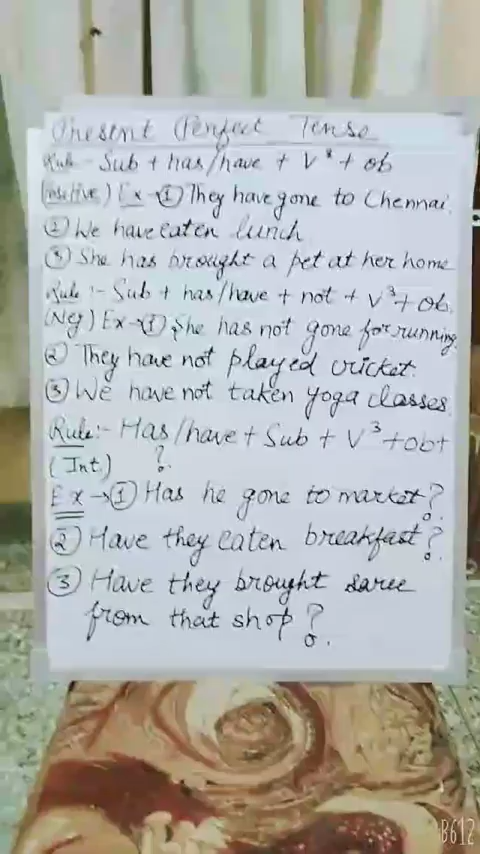 Present Perfect Tense
Rule- Sub + has/have + V³ + ob
(Positive) Ex → ① They have gone to Chennai.
② We have eaten lunch.
③ She has brought a pet at her home
Rule :- Sub + has/have + not + V³ + ob.
(Neg) Ex → ① She has not gone for running.
② They have not played cricket.
③ We have not taken yoga classes.
Rule:- Has/have + Sub + V³ + ob +
(Int) ?
Ex → ① Has he gone to market?
② Have they eaten breakfast?
③ Have they brought saree
from that shop?
B612